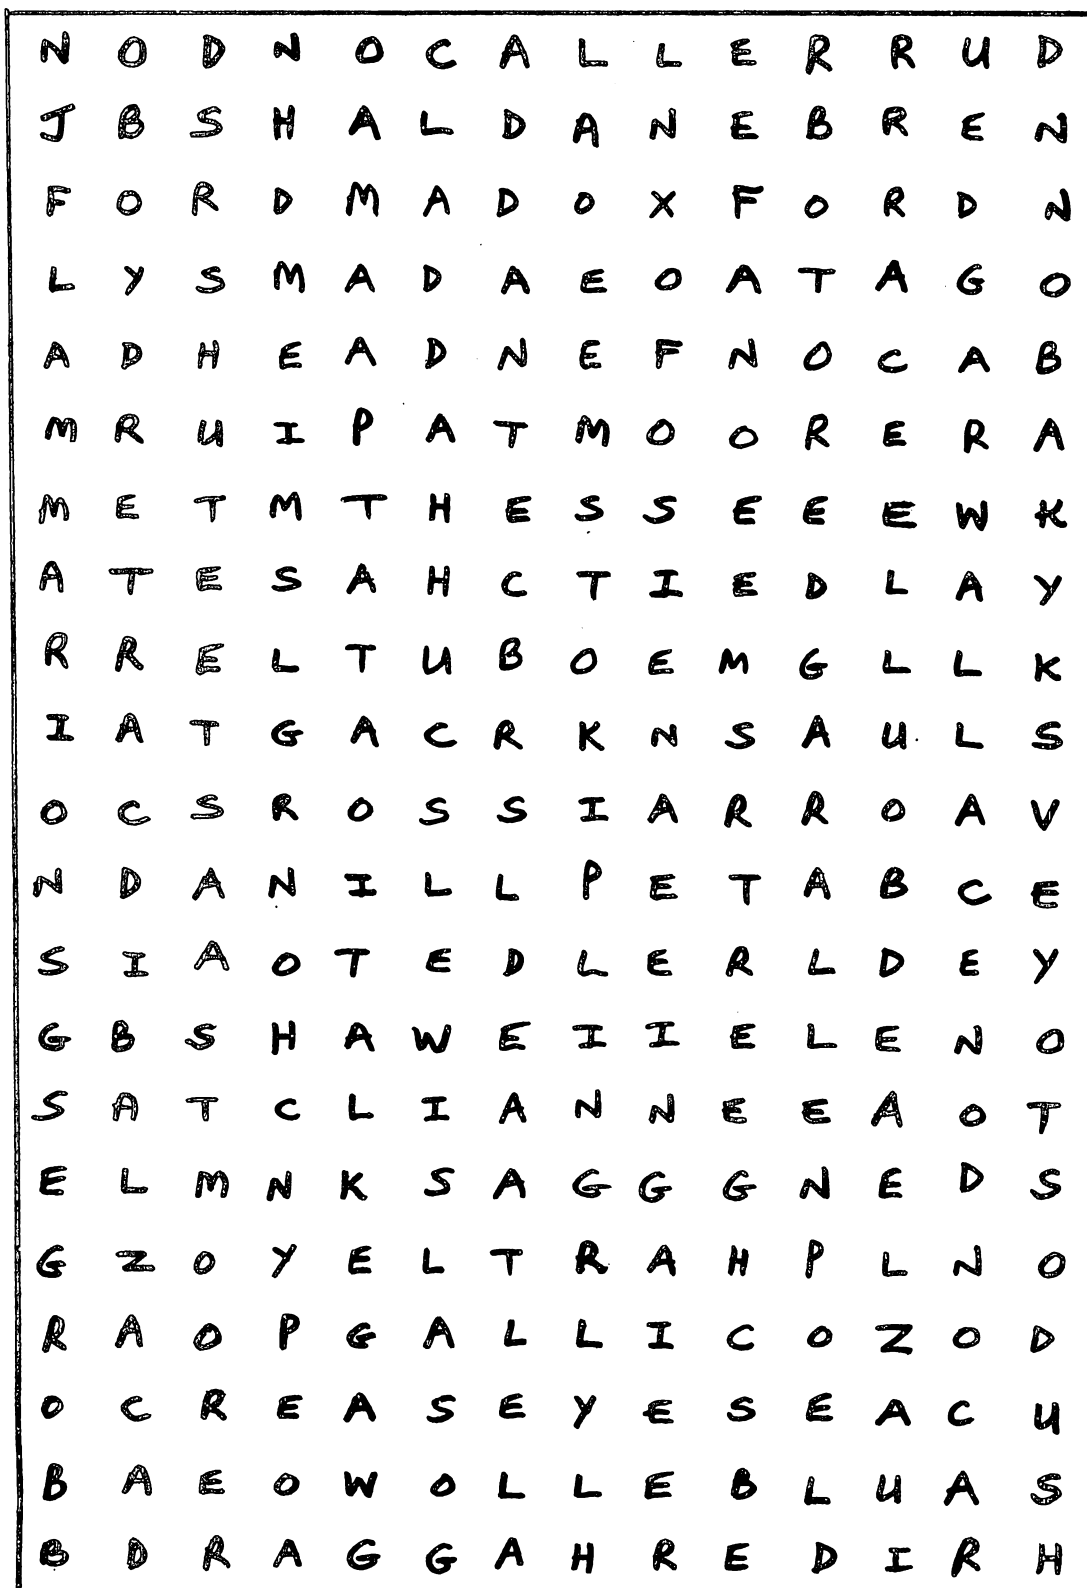 N O D N O C A L L E R R U D
J B S H A L D A N E B R E N
F O R D M A D O X F O R D N
L Y S M A D A E O A T A G O
A D H E A D N E F N O C A B
M R U I P A T M O O R E R A
M E T M T H E S S E E E W K
A T E S A H C T I E D L A Y
R R E L T U B O E M G L L K
I A T G A C R K N S A U L S
O C S R O S S I A R R O A V
N D A N I L L P E T A B C E
S I A O T E D L E R L D E Y
G B S H A W E I I E L E N O
S A T C L I A N N E E A O T
E L M N K S A G G G N E D S
G Z O Y E L T R A H P L N O
R A O P G A L L I C O Z O D
O C R E A S E Y E S E A C U
B A E O W O L L E B L U A S
B D R A G G A H R E D I R H